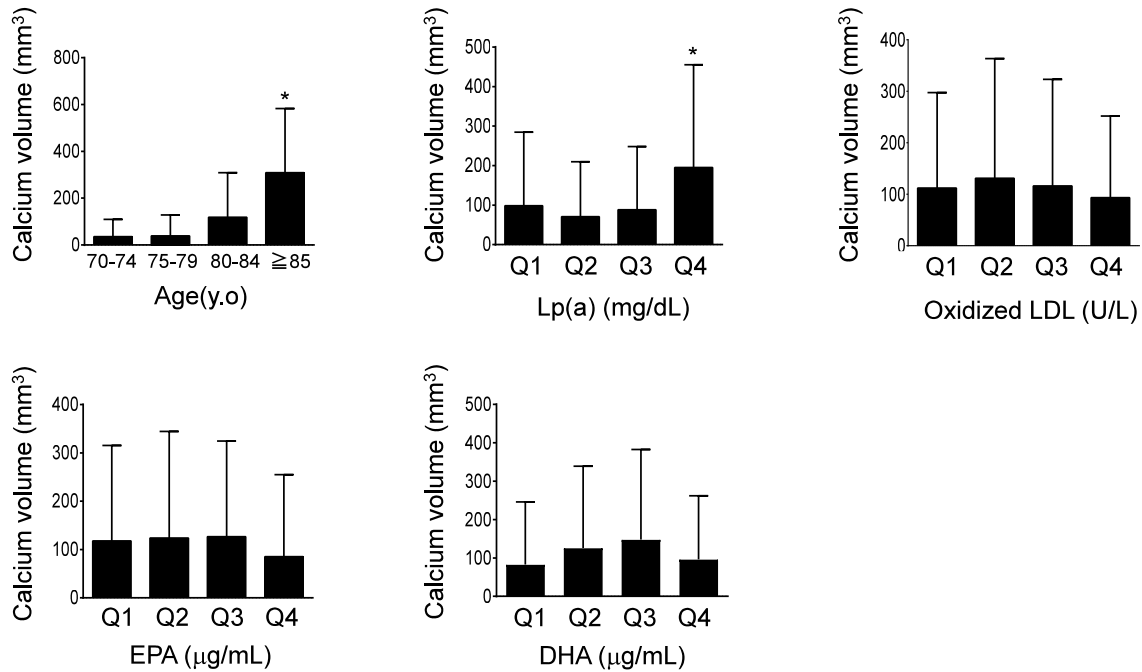 Calcium volume (mm³)
800
600
400
200
0
*
70-74 75-79 80-84 ≧85
Age(y.o)
Calcium volume (mm³)
500
400
300
200
100
0
*
Q1 Q2 Q3 Q4
Lp(a) (mg/dL)
Calcium volume (mm³)
400
300
200
100
0
Q1 Q2 Q3 Q4
Oxidized LDL (U/L)
Calcium volume (mm³)
400
300
200
100
0
Q1 Q2 Q3 Q4
EPA (μg/mL)
Calcium volume (mm³)
500
400
300
200
100
0
Q1 Q2 Q3 Q4
DHA (μg/mL)